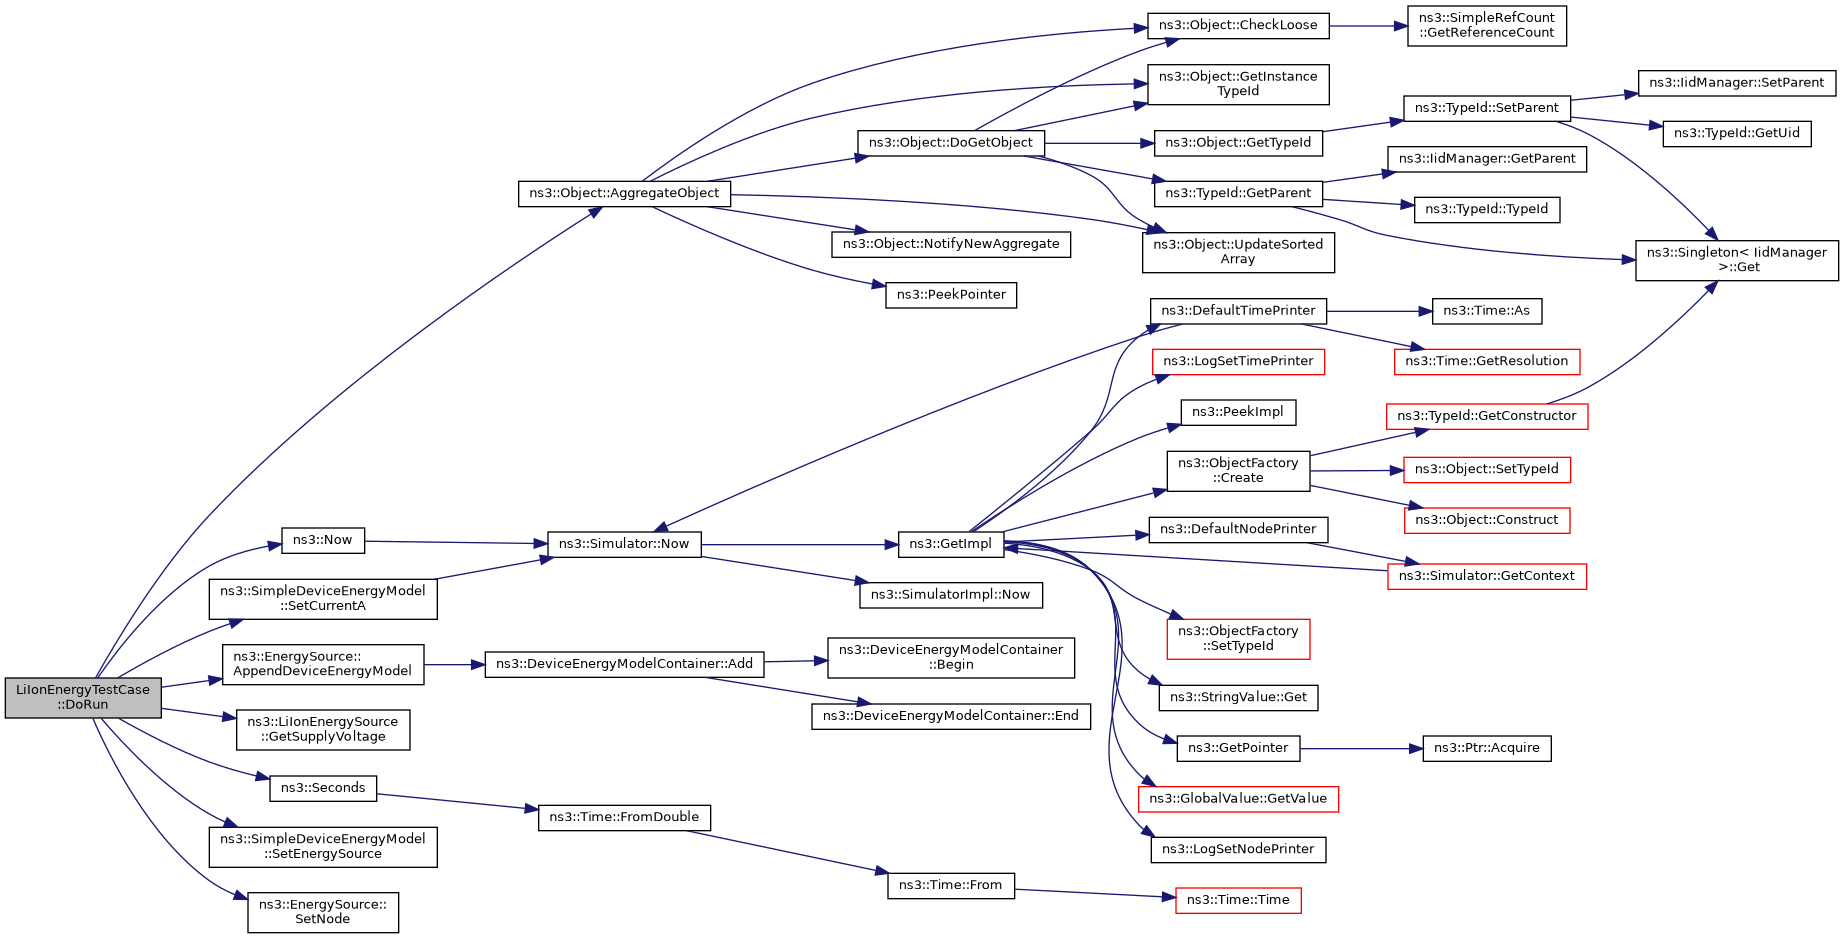 LiIonEnergyTestCase
::DoRun
ns3::Object::AggregateObject
ns3::Now
ns3::SimpleDeviceEnergyModel
::SetCurrentA
ns3::EnergySource::
AppendDeviceEnergyModel
ns3::LiIonEnergySource
::GetSupplyVoltage
ns3::Seconds
ns3::SimpleDeviceEnergyModel
::SetEnergySource
ns3::EnergySource::
SetNode
ns3::Simulator::Now
ns3::DeviceEnergyModelContainer::Add
ns3::Time::FromDouble
ns3::Object::DoGetObject
ns3::Object::NotifyNewAggregate
ns3::PeekPointer
ns3::GetImpl
ns3::SimulatorImpl::Now
ns3::DeviceEnergyModelContainer
::Begin
ns3::DeviceEnergyModelContainer::End
ns3::Time::From
ns3::Object::CheckLoose
ns3::Object::GetInstance
TypeId
ns3::Object::GetTypeId
ns3::TypeId::GetParent
ns3::Object::UpdateSorted
Array
ns3::DefaultTimePrinter
ns3::LogSetTimePrinter
ns3::PeekImpl
ns3::ObjectFactory
::Create
ns3::DefaultNodePrinter
ns3::ObjectFactory
::SetTypeId
ns3::StringValue::Get
ns3::GetPointer
ns3::GlobalValue::GetValue
ns3::LogSetNodePrinter
ns3::Time::Time
ns3::SimpleRefCount
::GetReferenceCount
ns3::TypeId::SetParent
ns3::IidManager::GetParent
ns3::TypeId::TypeId
ns3::Time::As
ns3::Time::GetResolution
ns3::TypeId::GetConstructor
ns3::Object::SetTypeId
ns3::Object::Construct
ns3::Simulator::GetContext
ns3::Ptr::Acquire
ns3::IidManager::SetParent
ns3::TypeId::GetUid
ns3::Singleton< IidManager
>::Get